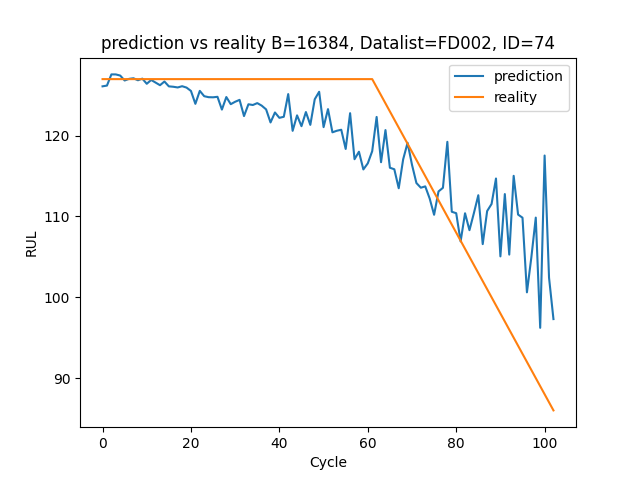 prediction vs reality B=16384, Datalist=FD002, ID=74
prediction
reality
120
110
100
90
RUL
0 20 40 60 80 100
Cycle